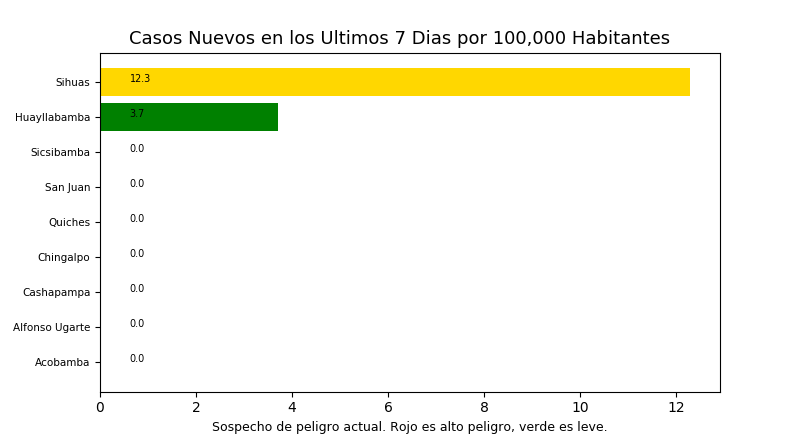 Casos Nuevos en los Ultimos 7 Dias por 100,000 Habitantes
Sihuas 12.3
Huayllabamba 3.7
Sicsibamba 0.0
San Juan 0.0
Quiches 0.0
Chingalpo 0.0
Cashapampa 0.0
Alfonso Ugarte 0.0
Acobamba 0.0
0 2 4 6 8 10 12
Sospecho de peligro actual. Rojo es alto peligro, verde es leve.